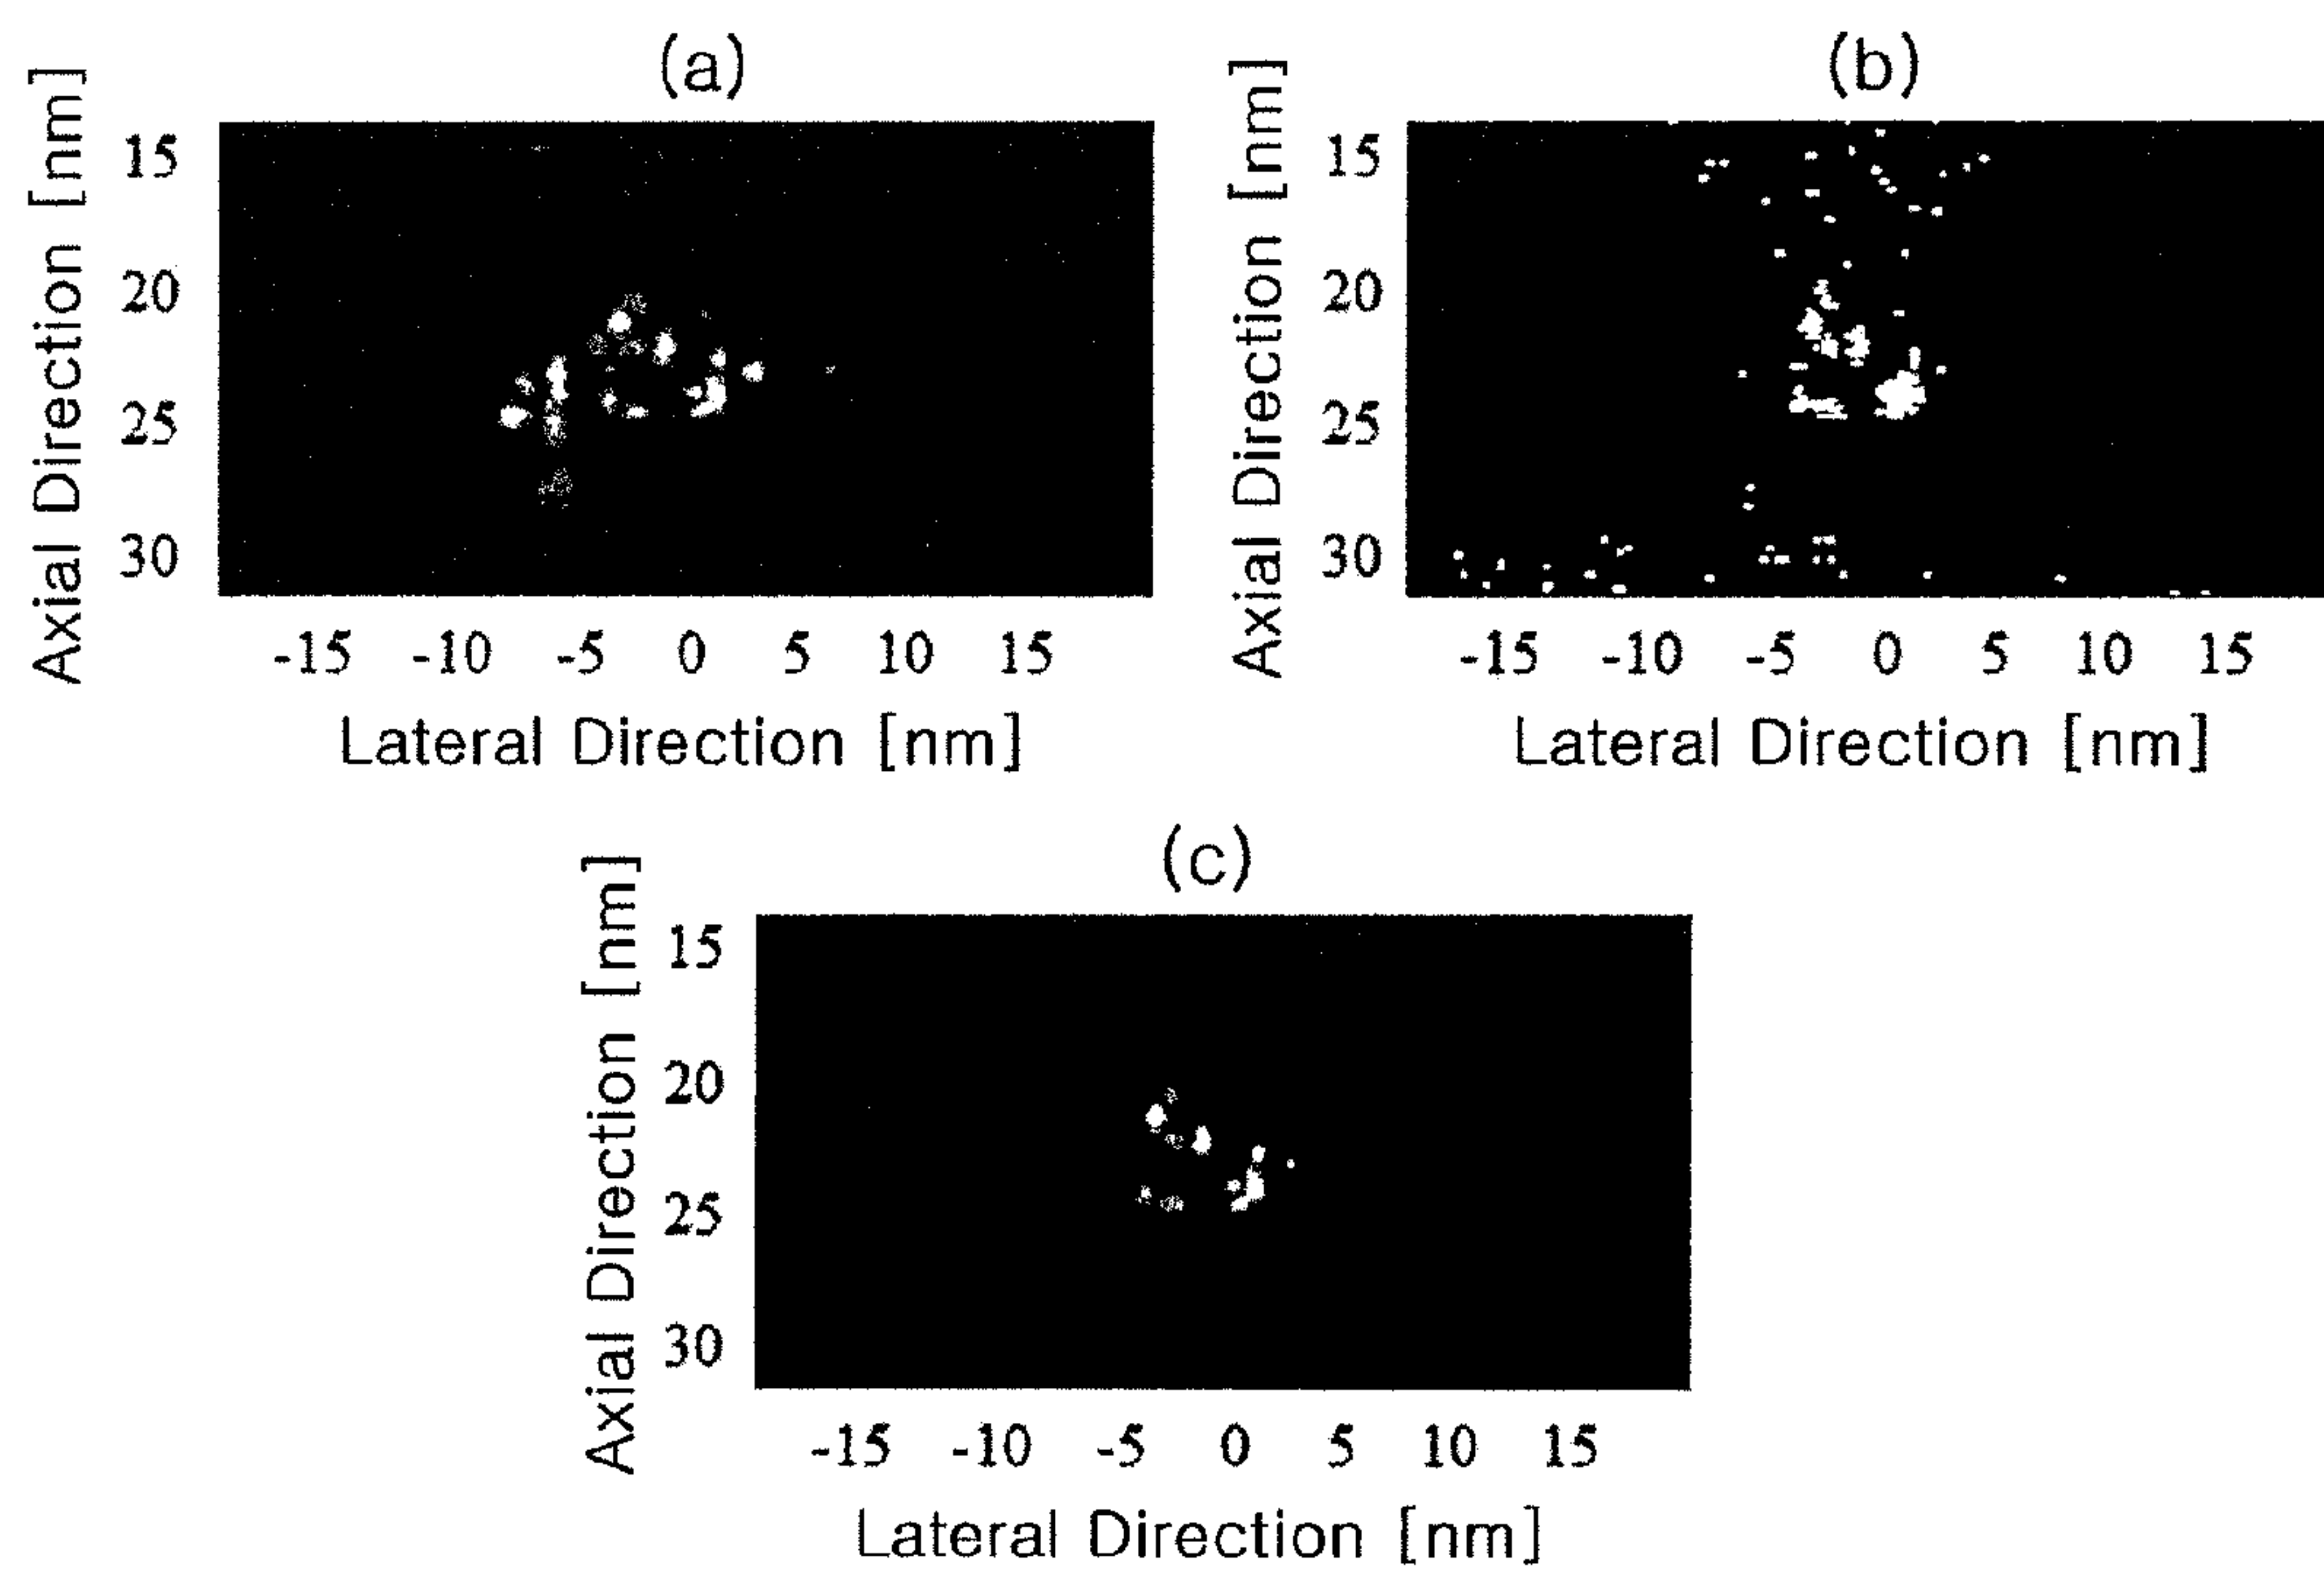 (a)
Axial Direction [nm]
15
20
25
30
-15 -10 -5 0 5 10 15
Lateral Direction [nm]
(b)
Axial Direction [nm]
15
20
25
30
-15 -10 -5 0 5 10 15
Lateral Direction [nm]
(c)
Axial Direction [nm]
15
20
25
30
-15 -10 -5 0 5 10 15
Lateral Direction [nm]